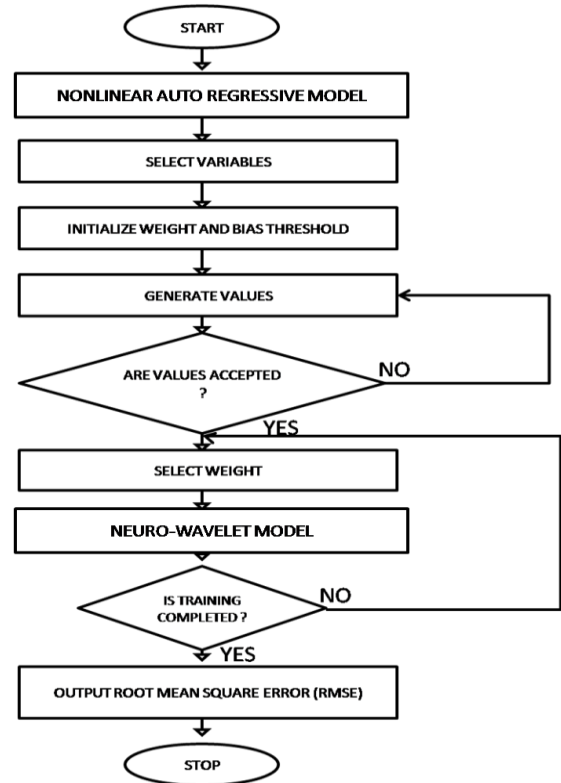 START
NONLINEAR AUTO REGRESSIVE MODEL
SELECT VARIABLES
INITIALIZE WEIGHT AND BIAS THRESHOLD
GENERATE VALUES
ARE VALUES ACCEPTED
?
NO
YES
SELECT WEIGHT
NEURO-WAVELET MODEL
IS TRAINING
COMPLETED ?
NO
YES
OUTPUT ROOT MEAN SQUARE ERROR (RMSE)
STOP